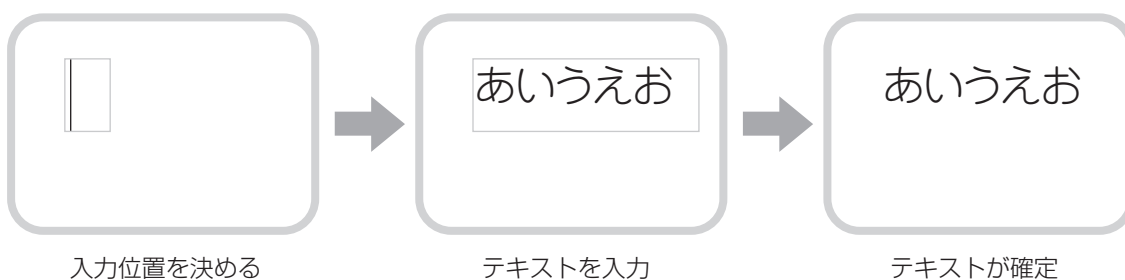 あいうえお
あいうえお
入力位置を決める
テキストを入力
テキストが確定